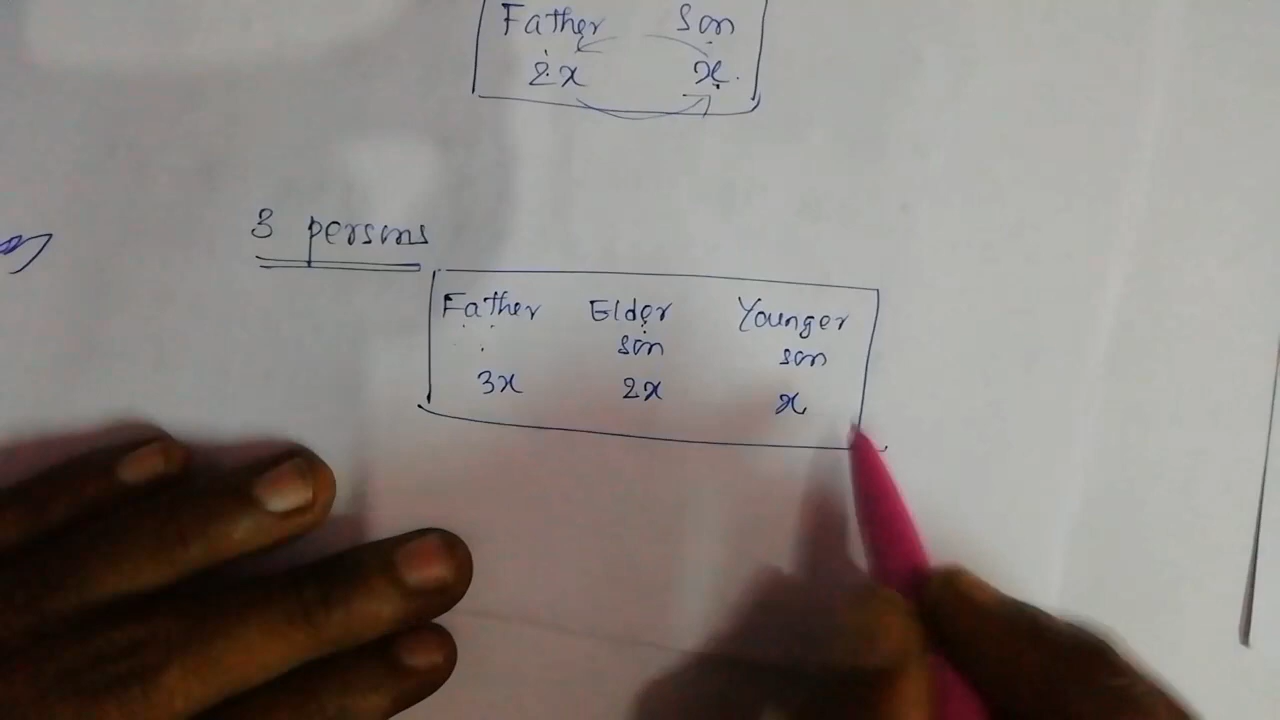 Father Son
2x x
3 persons
Father Elder Younger
son son
3x 2x x